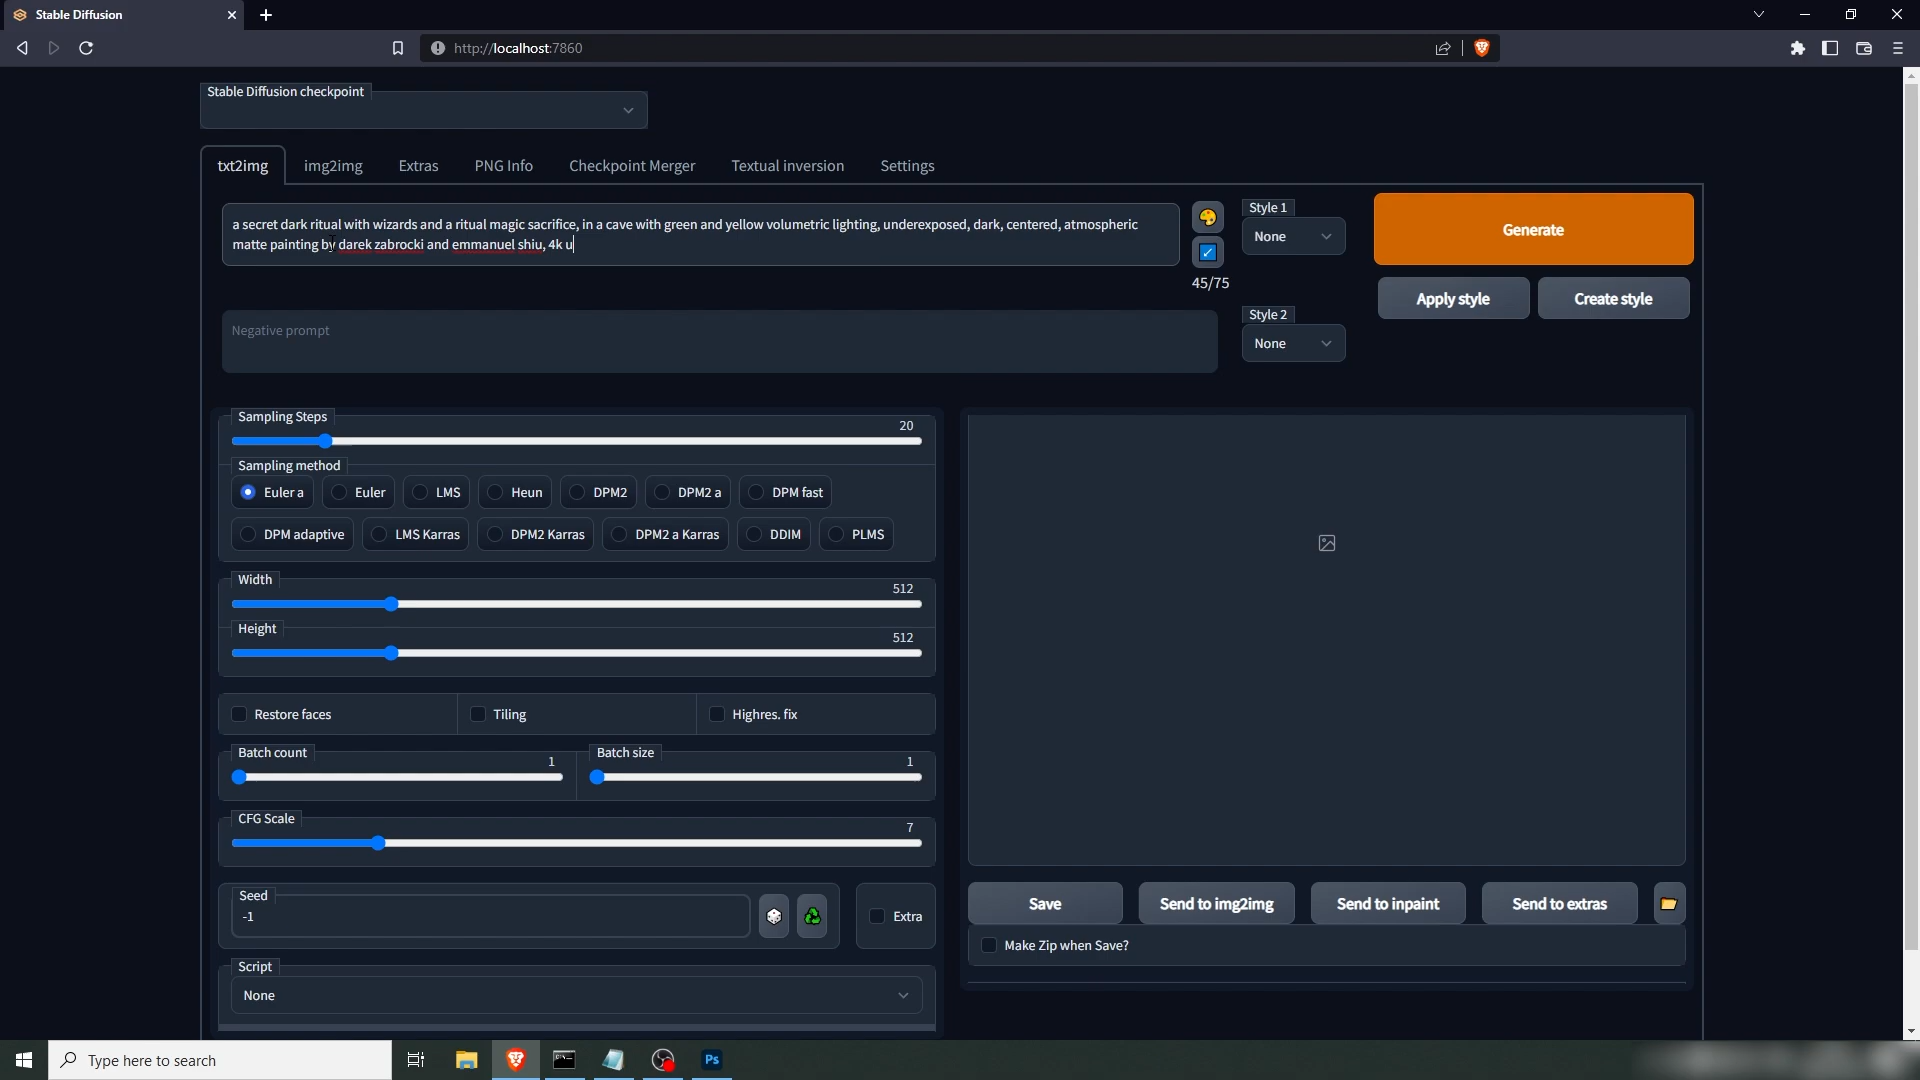 Stable Diffusion
http://localhost:7860
Stable Diffusion checkpoint
txt2img
img2img
Extras
PNG Info
Checkpoint Merger
Textual inversion
Settings
a secret dark ritual with wizards and a ritual magic sacrifice, in a cave with green and yellow volumetric lighting, underexposed, dark, centered, atmospheric
matte painting by darek zabrocki and emmanuel shiu, 4k u
45/75
Style 1
None
Generate
Apply style
Create style
Negative prompt
Style 2
None
Sampling Steps
20
Sampling method
Euler a
Euler
LMS
Heun
DPM2
DPM2 a
DPM fast
DPM adaptive
LMS Karras
DPM2 Karras
DPM2 a Karras
DDIM
PLMS
Width
512
Height
512
Restore faces
Tiling
Highres. fix
Batch count
1
Batch size
1
CFG Scale
7
Seed
-1
Extra
Script
None
Save
Send to img2img
Send to inpaint
Send to extras
Make Zip when Save?
Type here to search
Ps